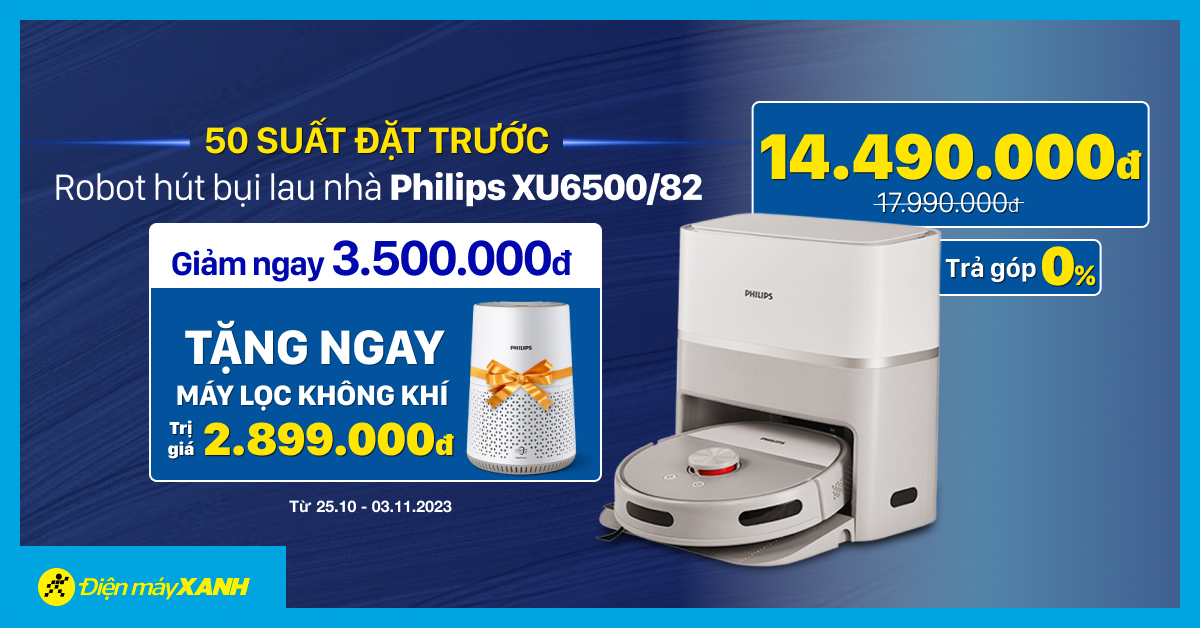 50 SUẤT ĐẶT TRƯỚC
Robot hút bụi lau nhà Philips XU6500/82
Giảm ngay 3.500.000đ
TẶNG NGAY
MÁY LỌC KHÔNG KHÍ
Trị giá 2.899.000đ
PHILIPS
Từ 25.10 - 03.11.2023
14.490.000đ
17.990.000đ
Trả góp 0%
PHILIPS
PHILIPS
Điện máy XANH